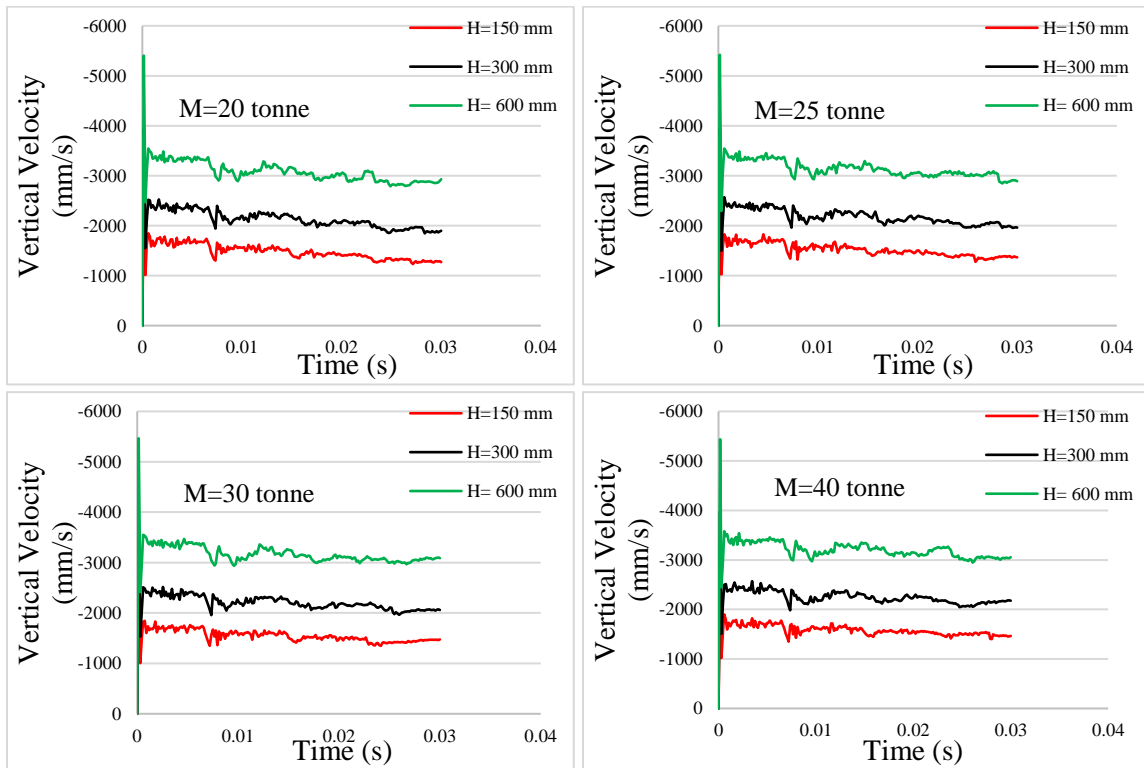 -6000
-5000
-4000
-3000
-2000
-1000
0
Vertical Velocity
(mm/s)
H=150 mm
H=300 mm
H= 600 mm
M=20 tonne
0
0.01
0.02
0.03
0.04
Time (s)
-6000
-5000
-4000
-3000
-2000
-1000
0
Vertical Velocity
(mm/s)
H=150 mm
H=300 mm
H= 600 mm
M=25 tonne
0
0.01
0.02
0.03
0.04
Time (s)
-6000
-5000
-4000
-3000
-2000
-1000
0
Vertical Velocity
(mm/s)
H=150 mm
H=300 mm
H= 600 mm
M=30 tonne
0
0.01
0.02
0.03
0.04
Time (s)
-6000
-5000
-4000
-3000
-2000
-1000
0
Vertical Velocity
(mm/s)
H=150 mm
H=300 mm
H= 600 mm
M=40 tonne
0
0.01
0.02
0.03
0.04
Time (s)